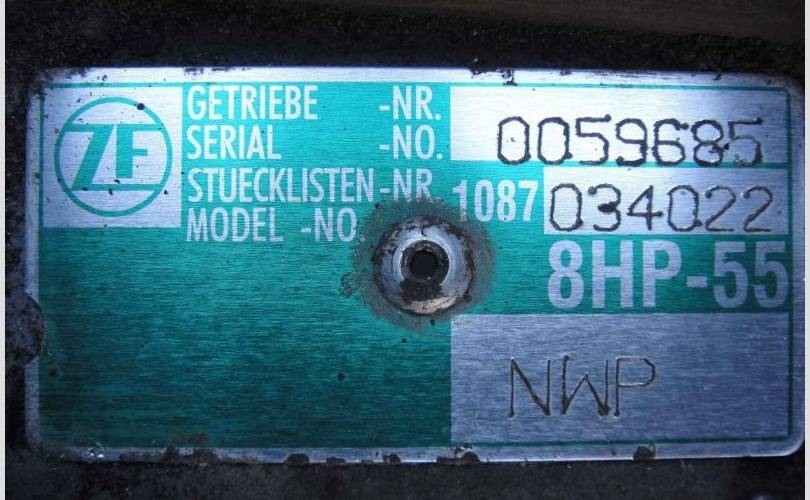 ZF
GETRIEBE -NR.
SERIAL -NO. 0059685
STUECKLISTEN-NR.
MODEL -NO. 1087 034022
8HP-55
NWP